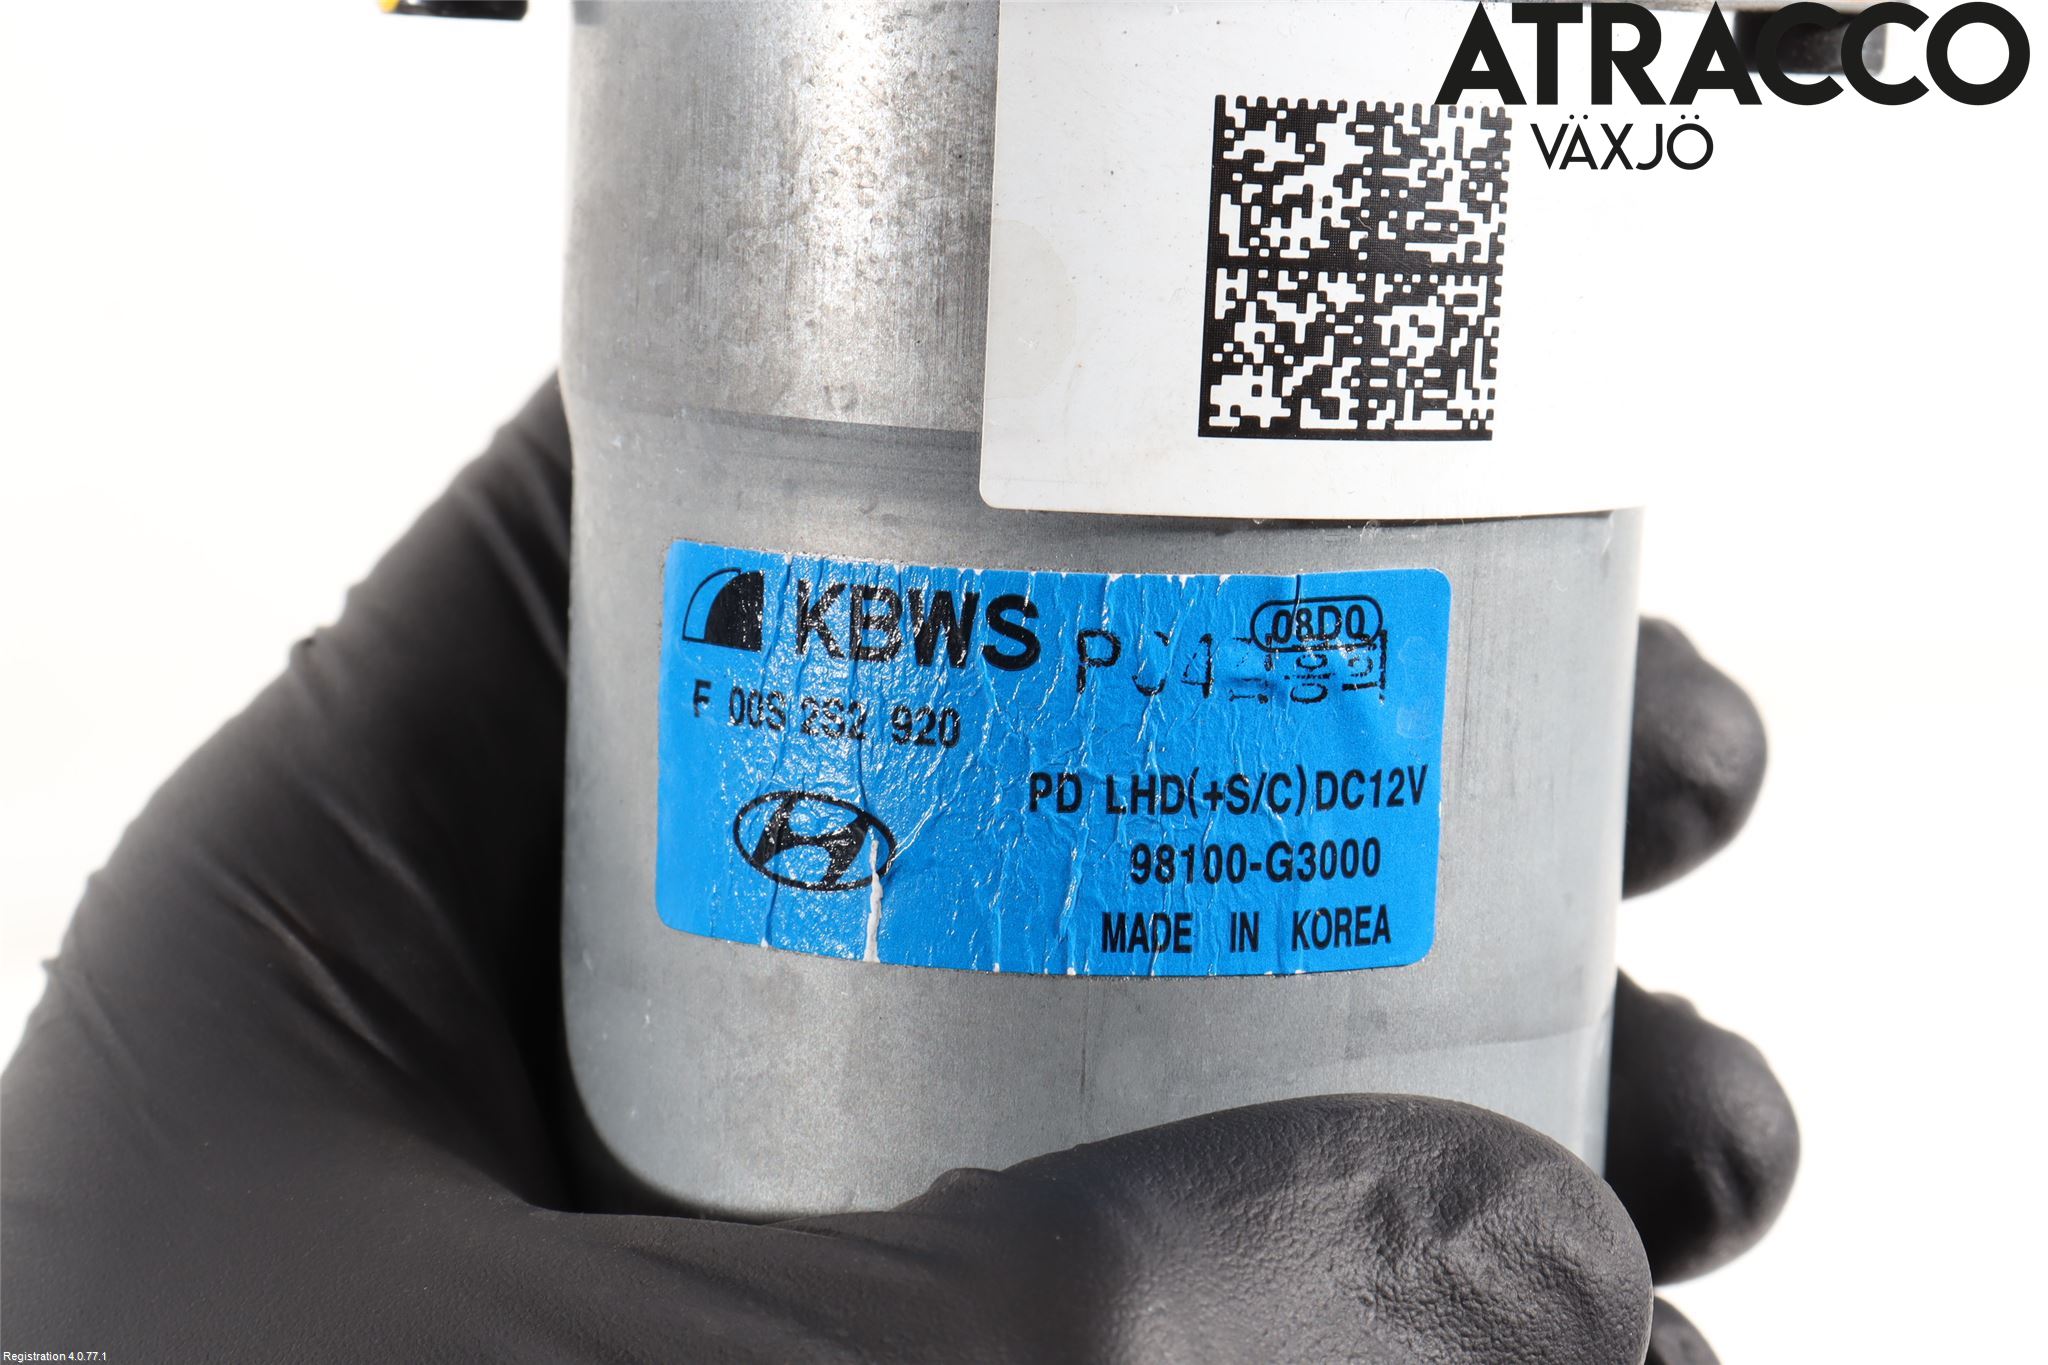 ATRACCO
VÄXJÖ
KBWS
08D0
F 00S 2S2 920
PD LHD(+S/C) DC12V
98100-G3000
MADE IN KOREA
Registration 4.0.77.1